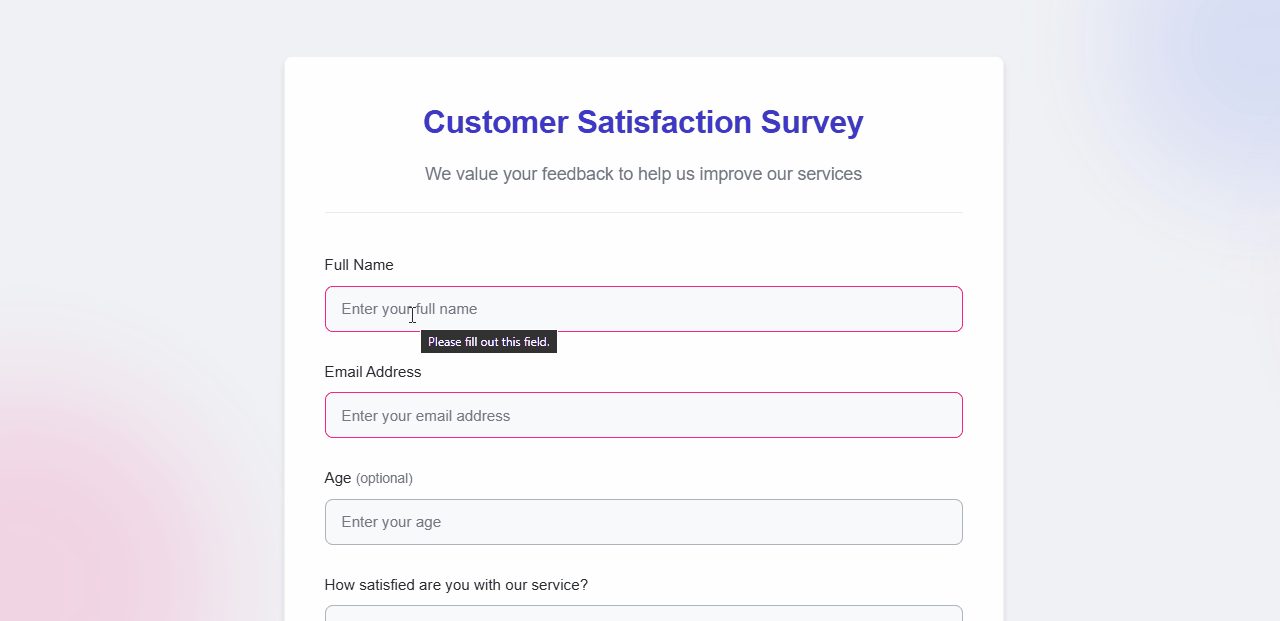 Customer Satisfaction Survey
We value your feedback to help us improve our services
Full Name
Enter your full name
Please fill out this field.
Email Address
Enter your email address
Age (optional)
Enter your age
How satisfied are you with our service?